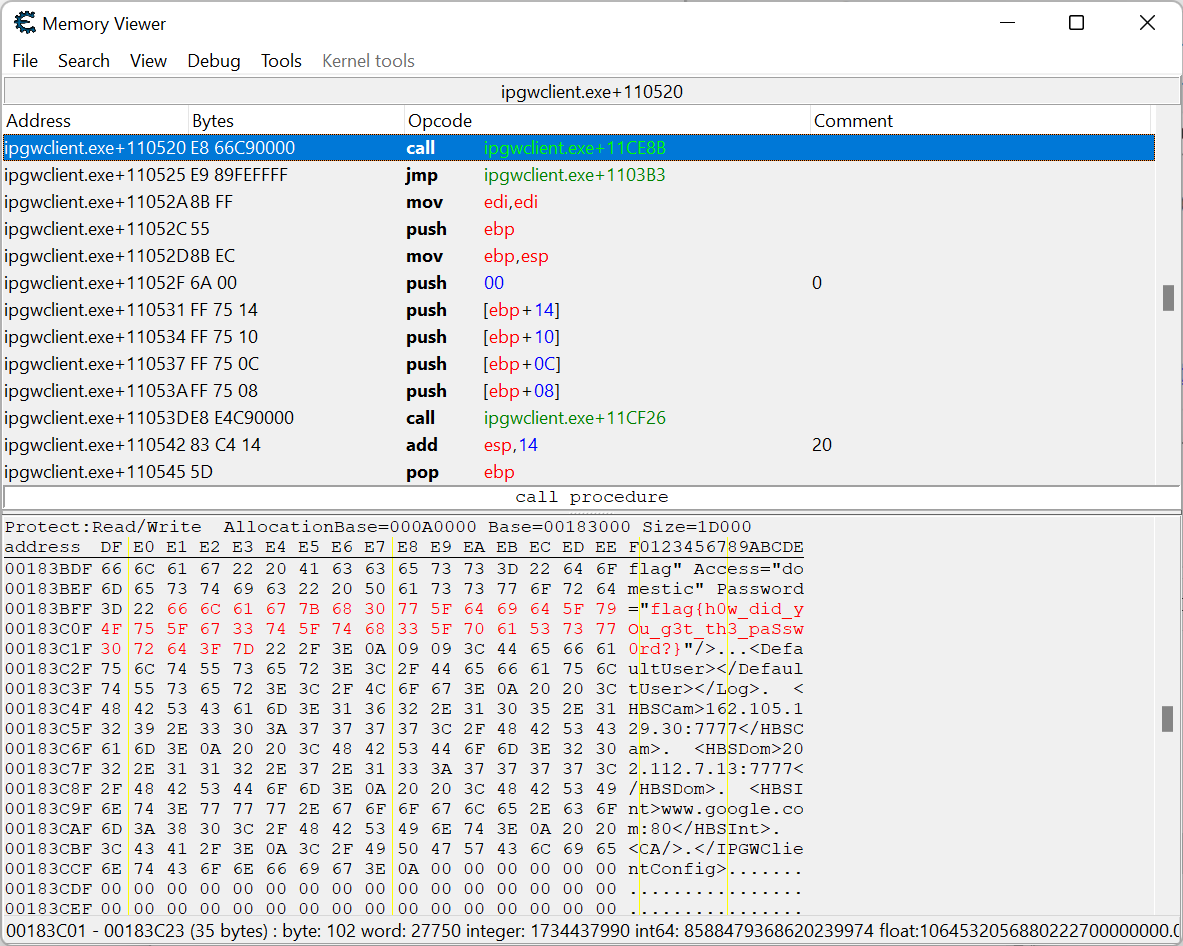 Memory Viewer
File Search View Debug Tools Kernel tools
ipgwclient.exe+110520
Address Bytes Opcode Comment
ipgwclient.exe+110520 E8 66C90000 call ipgwclient.exe+11CE8B
ipgwclient.exe+110525 E9 89FEFFFF jmp ipgwclient.exe+1103B3
ipgwclient.exe+11052A 8B FF mov edi,edi
ipgwclient.exe+11052C 55 push ebp
ipgwclient.exe+11052D 8B EC mov ebp,esp
ipgwclient.exe+11052F 6A 00 push 00 0
ipgwclient.exe+110531 FF 75 14 push [ebp+14]
ipgwclient.exe+110534 FF 75 10 push [ebp+10]
ipgwclient.exe+110537 FF 75 0C push [ebp+0C]
ipgwclient.exe+11053A FF 75 08 push [ebp+08]
ipgwclient.exe+11053D E8 E4C90000 call ipgwclient.exe+11CF26
ipgwclient.exe+110542 83 C4 14 add esp,14 20
ipgwclient.exe+110545 5D pop ebp
call procedure
Protect:Read/Write AllocationBase=000A0000 Base=00183000 Size=1D000
address DF E0 E1 E2 E3 E4 E5 E6 E7 E8 E9 EA EB EC ED EE F0123456789ABCDE
00183BDF 66 6C 61 67 22 20 41 63 63 65 73 73 3D 22 64 6F flag" Access="do
00183BEF 6D 65 73 74 69 63 22 20 50 61 73 73 77 6F 72 64 mestic" Password
00183BFF 3D 22 66 6C 61 67 7B 68 30 77 5F 64 69 64 5F 79 ="flag{h0w_did_y
00183C0F 4F 75 5F 67 33 74 5F 74 68 33 5F 70 61 53 73 77 Ou_g3t_th3_paSsw
00183C1F 30 72 64 3F 7D 22 2F 3E 0A 09 09 3C 44 65 66 61 0rd?}"/>...<Defa
00183C2F 75 6C 74 55 73 65 72 3E 3C 2F 44 65 66 61 75 6C ultUser></Defaul
00183C3F 74 55 73 65 72 3E 3C 2F 4C 6F 67 3E 0A 20 20 3C tUser></Log>.  <
00183C4F 48 42 53 43 61 6D 3E 31 36 32 2E 31 30 35 2E 31 HBSCam>162.105.1
00183C5F 32 39 2E 33 30 3A 37 37 37 37 3C 2F 48 42 53 43 29.30:7777</HBSC
00183C6F 61 6D 3E 0A 20 20 3C 48 42 53 44 6F 6D 3E 32 30 am>.  <HBSDom>20
00183C7F 32 2E 31 31 32 2E 37 2E 31 33 3A 37 37 37 37 3C 2.112.7.13:7777<
00183C8F 2F 48 42 53 44 6F 6D 3E 0A 20 20 3C 48 42 53 49 /HBSDom>.  <HBSI
00183C9F 6E 74 3E 77 77 77 2E 67 6F 6F 67 6C 65 2E 63 6F nt>www.google.co
00183CAF 6D 3A 38 30 3C 2F 48 42 53 49 6E 74 3E 0A 20 20 m:80</HBSInt>.
00183CBF 3C 43 41 2F 3E 0A 3C 2F 49 50 47 57 43 6C 69 65 <CA/>.</IPGWClie
00183CCF 6E 74 43 6F 6E 66 69 67 3E 0A 00 00 00 00 00 00 ntConfig>.......
00183CDF 00 00 00 00 00 00 00 00 00 00 00 00 00 00 00 00 ................
00183CEF 00 00 00 00 00 00 00 00 00 00 00 00 00 00 00 00 ................
00183C01 - 00183C23 (35 bytes) : byte: 102 word: 27750 integer: 1734437990 int64: 8588479368620239974 float:1064532056880222700000000.0